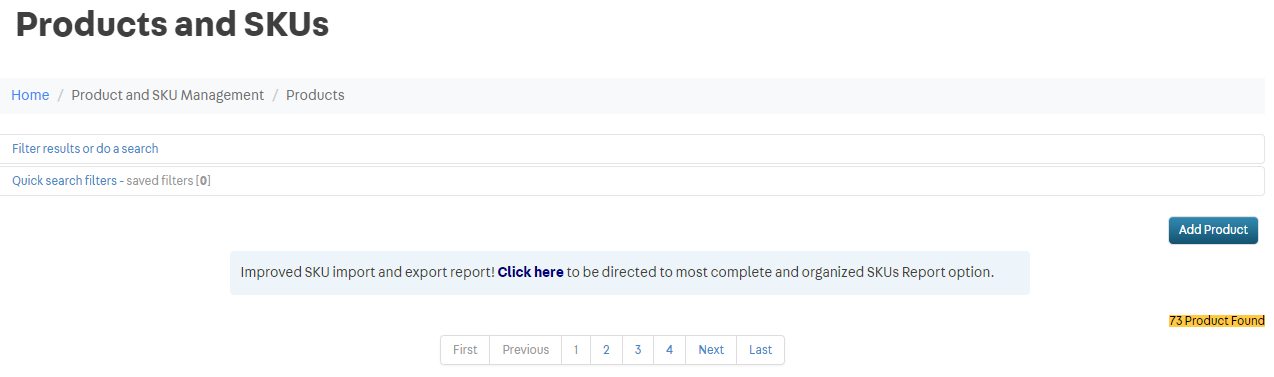 Products and SKUs
Home / Product and SKU Management / Products
Filter results or do a search
Quick search filters - saved filters [0]
Add Product
Improved SKU import and export report! Click here to be directed to most complete and organized SKUs Report option.
73 Product Found
First Previous 1 2 3 4 Next Last